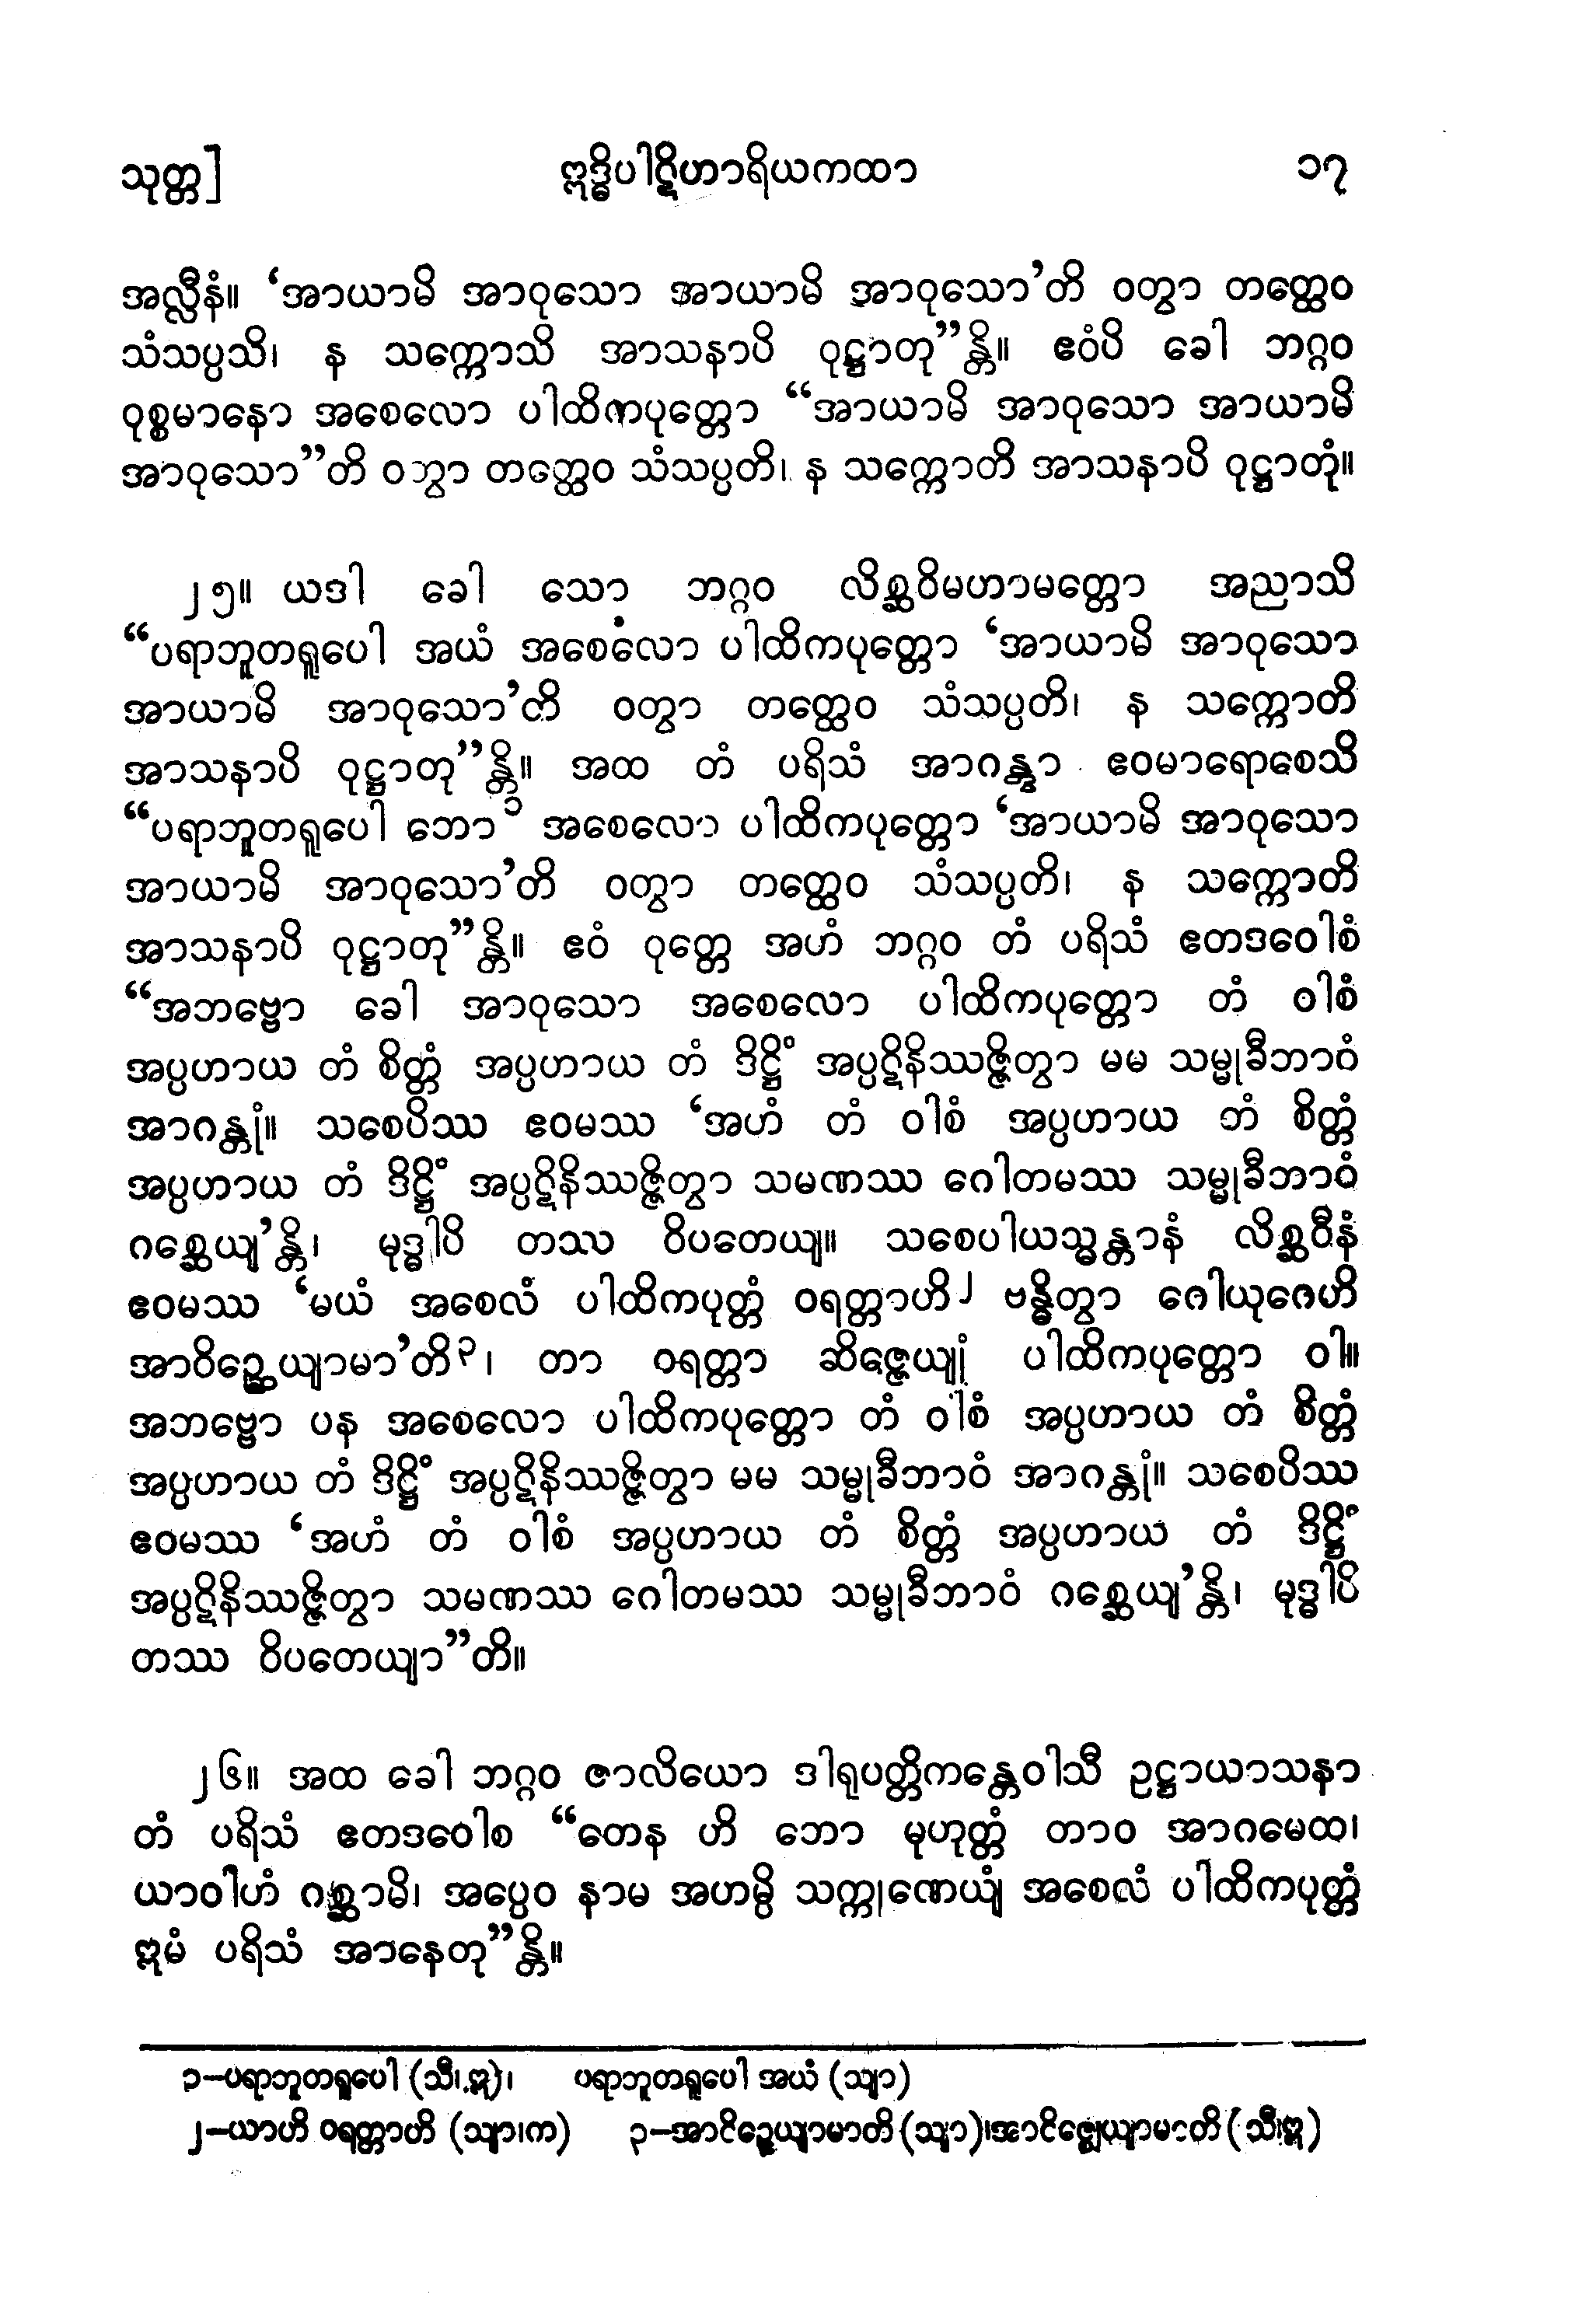 သုတ္တ]
ဣဒ္ဓိပါဋိဟာရိယကထာ
၁၇
အလ္လီနံ။ ‘အာယာမိ အာဝုသော အာယာမိ အာဝုသော’တိ ဝတွာ တတ္ထေဝ
သံသပ္ပသိ၊ န သက္ကောသိ အာသနာပိ ဝုဋ္ဌာတု”န္တိ။ ဧဝံပိ ခေါ ဘဂ္ဂဝ
ဝုစ္စမာနော အစေလော ပါထိကပုတ္တော “အာယာမိ အာဝုသော အာယာမိ
အာဝုသော”တိ ဝတွာ တတ္ထေဝ သံသပ္ပတိ၊ န သက္ကောတိ အာသနာပိ ဝုဋ္ဌာတုံ။
၂၅။ ယဒါ ခေါ သော ဘဂ္ဂဝ လိစ္ဆဝိမဟာမတ္တော အညာသိ
“ပရာဘူတရူပေါ အယံ အစေလော ပါထိကပုတ္တော ‘အာယာမိ အာဝုသော
အာယာမိ အာဝုသော’တိ ဝတွာ တတ္ထေဝ သံသပ္ပတိ၊ န သက္ကောတိ
အာသနာပိ ဝုဋ္ဌာတု”န္တိ။ အထ တံ ပရိသံ အာဂန္တွာ ဧဝမာရောစေသိ
“ပရာဘူတရူပေါ ဘော၁ အစေလော ပါထိကပုတ္တော ‘အာယာမိ အာဝုသော
အာယာမိ အာဝုသော’တိ ဝတွာ တတ္ထေဝ သံသပ္ပတိ၊ န သက္ကောတိ
အာသနာပိ ဝုဋ္ဌာတု”န္တိ။ ဧဝံ ဝုတ္တေ အဟံ ဘဂ္ဂဝ တံ ပရိသံ ဧတဒဝေါစံ
“အဘဗ္ဗော ခေါ အာဝုသော အစေလော ပါထိကပုတ္တော တံ ဝါစံ
အပ္ပဟာယ တံ စိတ္တံ အပ္ပဟာယ တံ ဒိဋ္ဌိံ အပ္ပဋိနိဿဇ္ဇိတွာ မမ သမ္မုခီဘာဝံ
အာဂန္တုံ။ သစေပိဿ ဧဝမဿ ‘အဟံ တံ ဝါစံ အပ္ပဟာယ တံ စိတ္တံ
အပ္ပဟာယ တံ ဒိဋ္ဌိံ အပ္ပဋိနိဿဇ္ဇိတွာ သမဏဿ ဂေါတမဿ သမ္မုခီဘာဝံ
ဂစ္ဆေယျ’န္တိ၊ မုဒ္ဓါပိ တဿ ဝိပတေယျ။ သစေပါယသ္မန္တာနံ လိစ္ဆဝီနံ
ဧဝမဿ ‘မယံ အစေလံ ပါထိကပုတ္တံ ဝရတ္တာဟိ၂ ဗန္ဓိတွာ ဂေါယုဂေဟိ
အာဝိဉ္ဆေယျာမာ’တိ၃၊ တာ ဝရတ္တာ ဆိဇ္ဇေယျုံ ပါထိကပုတ္တော ဝါ။
အဘဗ္ဗော ပန အစေလော ပါထိကပုတ္တော တံ ဝါစံ အပ္ပဟာယ တံ စိတ္တံ
အပ္ပဟာယ တံ ဒိဋ္ဌိံ အပ္ပဋိနိဿဇ္ဇိတွာ မမ သမ္မုခီဘာဝံ အာဂန္တုံ။ သစေပိဿ
ဧဝမဿ ‘အဟံ တံ ဝါစံ အပ္ပဟာယ တံ စိတ္တံ အပ္ပဟာယ တံ ဒိဋ္ဌိံ
အပ္ပဋိနိဿဇ္ဇိတွာ သမဏဿ ဂေါတမဿ သမ္မုခီဘာဝံ ဂစ္ဆေယျ’န္တိ၊ မုဒ္ဓါပိ
တဿ ဝိပတေယျာ”တိ။
၂၆။ အထ ခေါ ဘဂ္ဂဝ ဇာလိယော ဒါရုပတ္တိကန္တေဝါသီ ဥဋ္ဌာယာသနာ
တံ ပရိသံ ဧတဒဝေါစ “တေန ဟိ ဘော မုဟုတ္တံ တာဝ အာဂမေထ၊
ယာဝါဟံ ဂစ္ဆာမိ၊ အပ္ပေဝ နာမ အဟမ္ပိ သက္ကုဏေယျံ အစေလံ ပါထိကပုတ္တံ
ဣမံ ပရိသံ အာနေတု”န္တိ။
၁–ပရာဘူတရူပေါ (သီ၊ ဣ)၊ ပရာဘူတရူပေါ အယံ (သျာ)
၂–ယာဟိ ဝရတ္တာဟိ (သျာ၊က) ၃–အာဝိဉ္ဇေယျာမာတိ (သျာ)၊အာဝိဇ္ဈေယျာမာတိ (သီ၊ဣ)